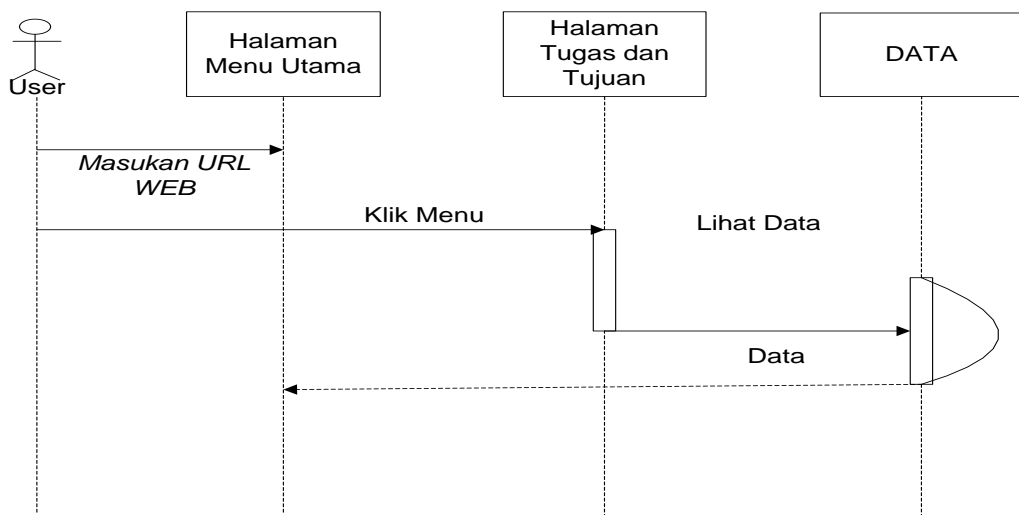 User
Halaman
Menu Utama
Halaman
Tugas dan
Tujuan
DATA
Masukan URL
WEB
Klik Menu
Lihat Data
Data